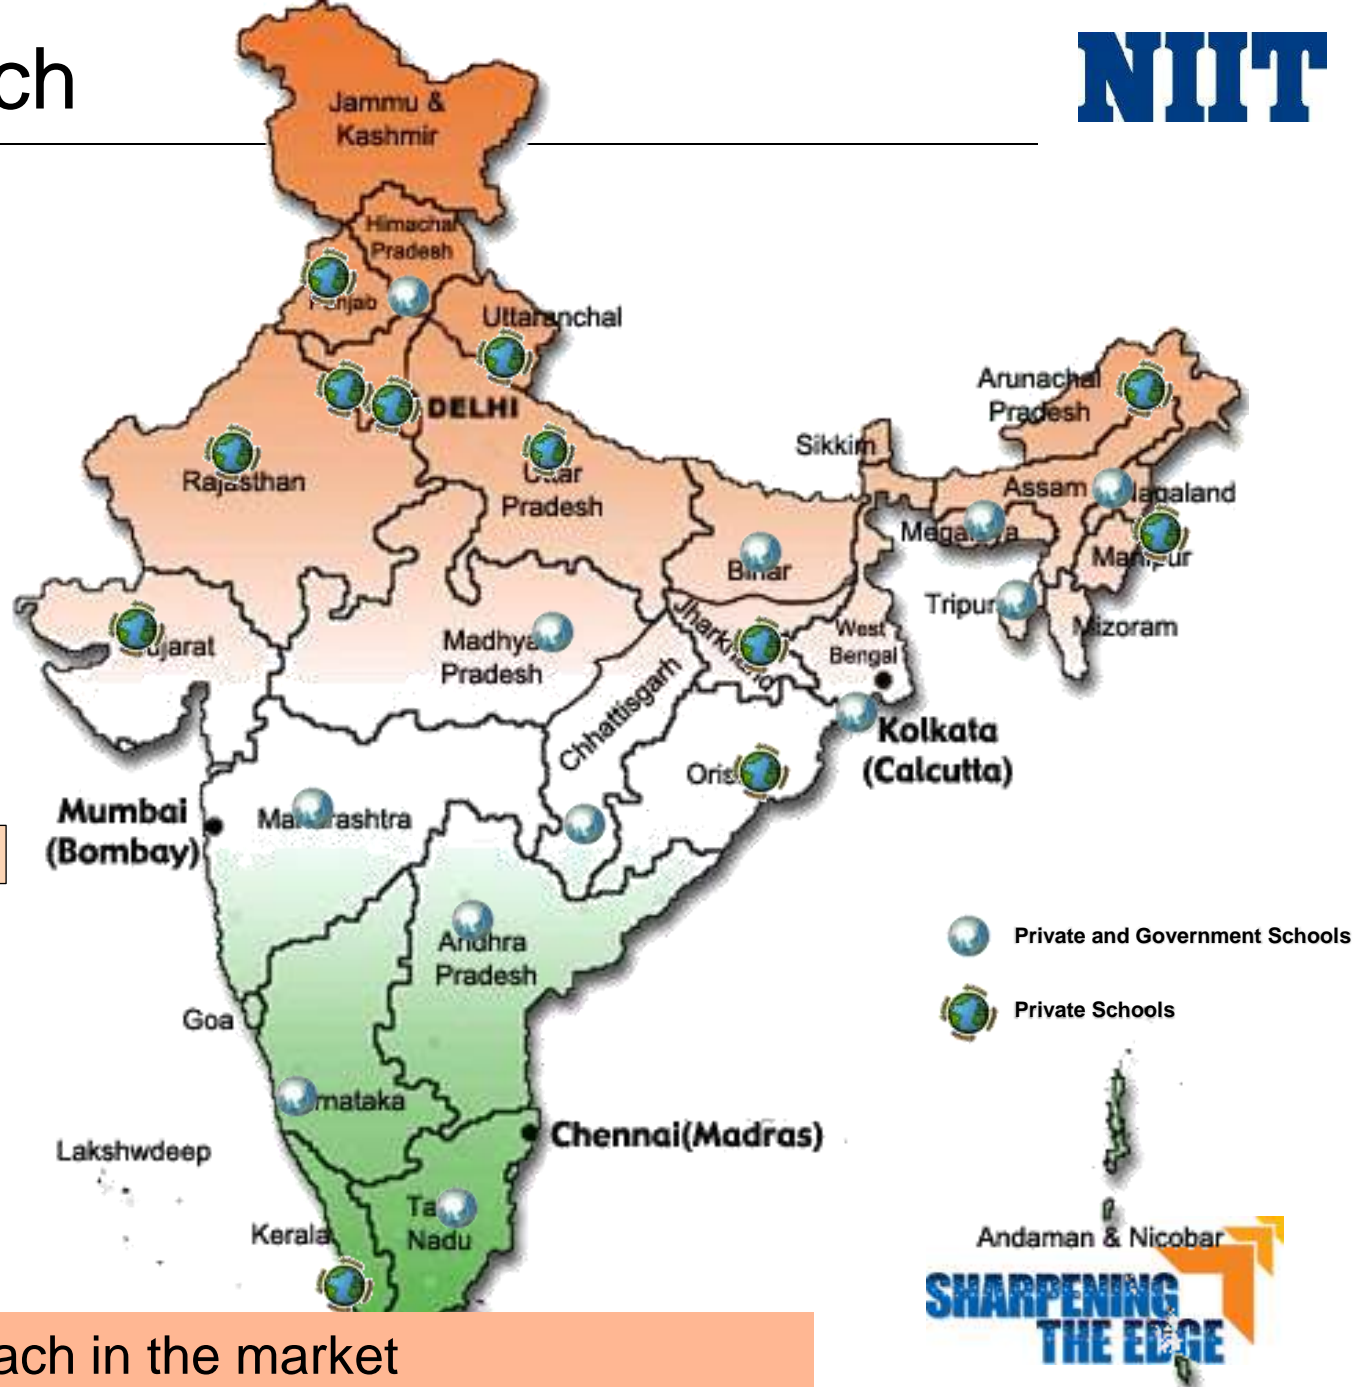 ch
NIIT
Jammu &
Kashmir
Himachal
Pradesh
Uttaranchal
DELHI
Arunachal
Pradesh
Sikkim
Rajasthan
Pradesh
Assam
Bihar
Madhya
Pradesh
West
Bengal
Mizoram
Chhattisgarh
Kolkata
(Calcutta)
Mumbai
(Bombay)
Andhra
Pradesh
Private and Government Schools
Goa
Private Schools
Chennai(Madras)
Lakshwdeep
Kerala
Nadu
Andaman & Nicobar
SHARPENING
THE EDGE
ach in the market